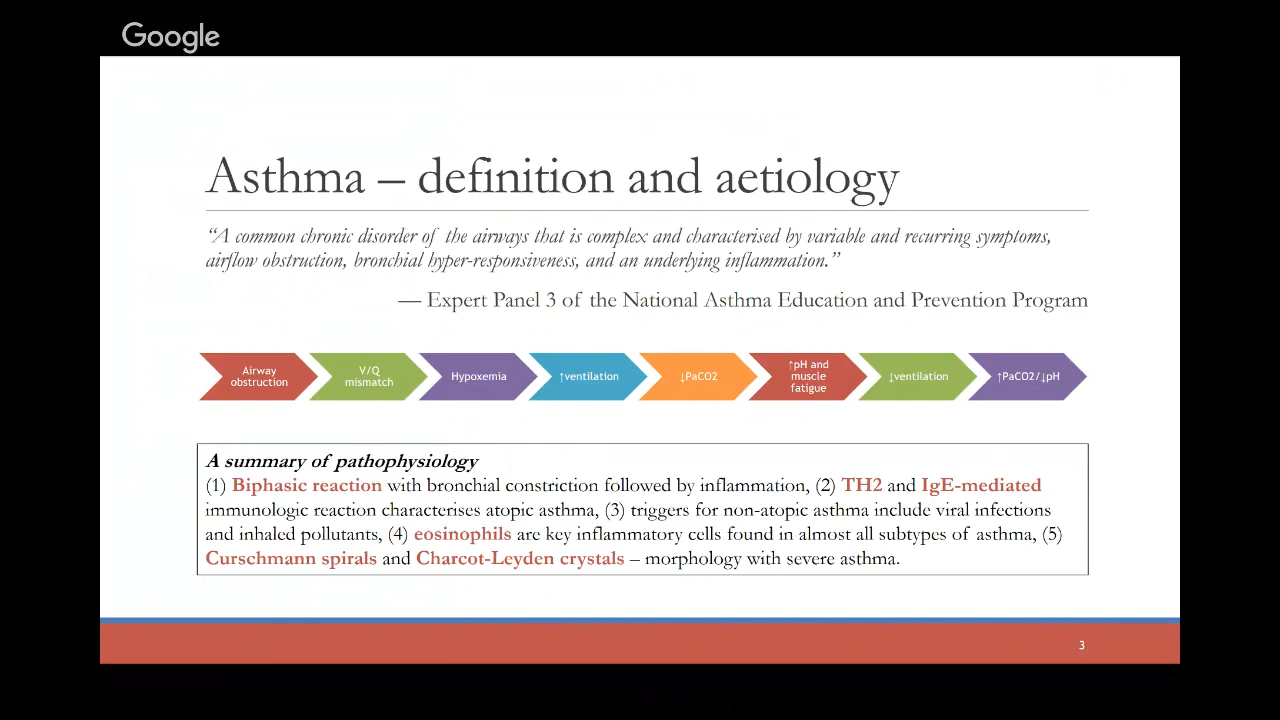 Google
Asthma – definition and aetiology
“A common chronic disorder of the airways that is complex and characterised by variable and recurring symptoms,
airflow obstruction, bronchial hyper-responsiveness, and an underlying inflammation.”
— Expert Panel 3 of the National Asthma Education and Prevention Program
Airway
obstruction
V/Q
mismatch
Hypoxemia
↑ventilation
↓PaCO2
↑pH and
muscle
fatigue
↓ventilation
↑PaCO2/↓pH
A summary of pathophysiology
(1) Biphasic reaction with bronchial constriction followed by inflammation, (2) TH2 and IgE-mediated
immunologic reaction characterises atopic asthma, (3) triggers for non-atopic asthma include viral infections
and inhaled pollutants, (4) eosinophils are key inflammatory cells found in almost all subtypes of asthma, (5)
Curschmann spirals and Charcot-Leyden crystals – morphology with severe asthma.
3